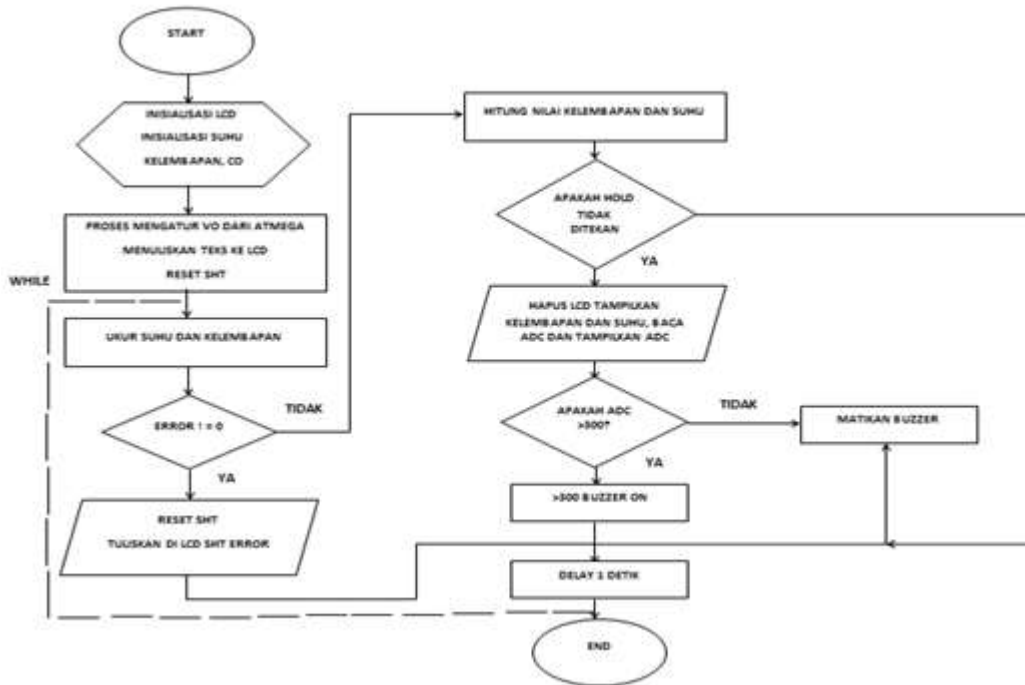 START
INISIALISASI LCD
INISIALISASI SUHU
KELEMBAPAN, CO
PROSES MENGATUR VO DARI ATMEGA
MENULISKAN TEKS KE LCD
RESET SHT
WHILE
UKUR SUHU DAN KELEMBAPAN
ERROR ! = 0
TIDAK
YA
RESET SHT
TULISKAN DI LCD SHT ERROR
HITUNG NILAI KELEMBAPAN DAN SUHU
APAKAH HOLD
TIDAK
DITEKAN
YA
HAPUS LCD TAMPILKAN
KELEMBAPAN DAN SUHU, BACA
ADC DAN TAMPILKAN ADC
APAKAH ADC
>300?
TIDAK
MATIKAN BUZZER
YA
>300 BUZZER ON
DELAY 1 DETIK
END